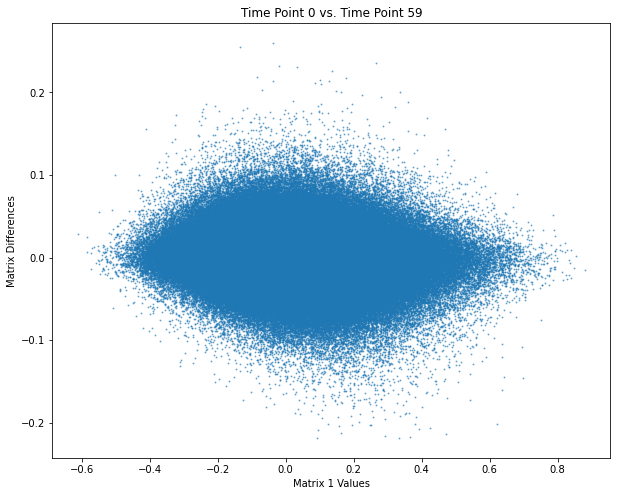 Time Point 0 vs. Time Point 59
Matrix Differences
0.2
0.1
0.0
−0.1
−0.2
−0.6 −0.4 −0.2 0.0 0.2 0.4 0.6 0.8
Matrix 1 Values